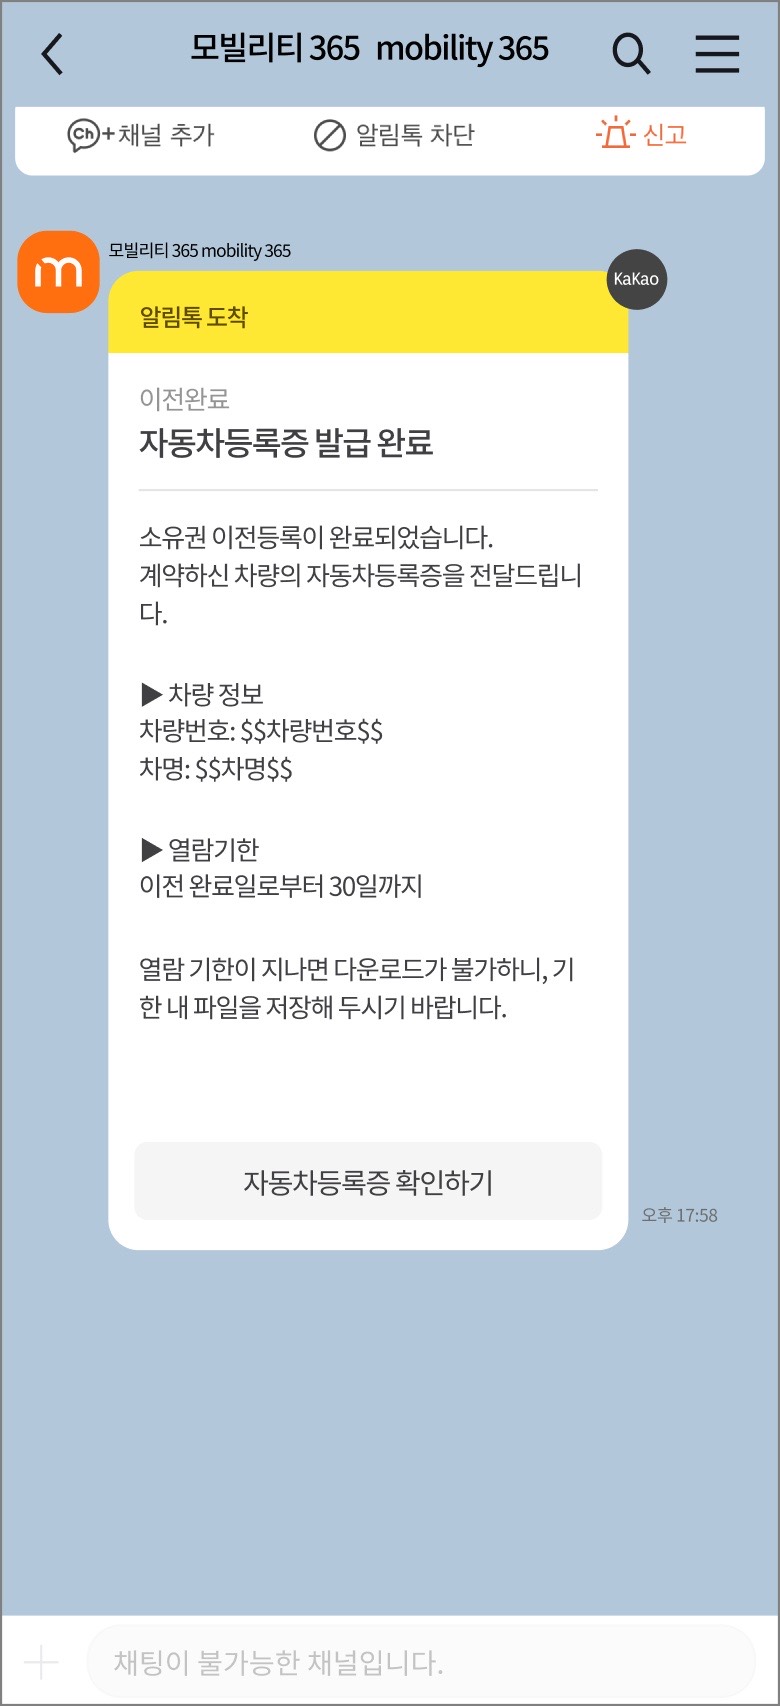 모빌리티 365 mobility 365
Ch+ 채널 추가 알림톡 차단 신고
m
모빌리티 365 mobility 365
KaKao
알림톡 도착
이전완료
자동차등록증 발급 완료
소유권 이전등록이 완료되었습니다.
계약하신 차량의 자동차등록증을 전달드립니
다.
▶ 차량 정보
차량번호: $$차량번호$$
차명: $$차명$$
▶ 열람기한
이전 완료일로부터 30일까지
열람 기한이 지나면 다운로드가 불가하니, 기
한 내 파일을 저장해 두시기 바랍니다.
자동차등록증 확인하기
오후 17:58
채팅이 불가능한 채널입니다.